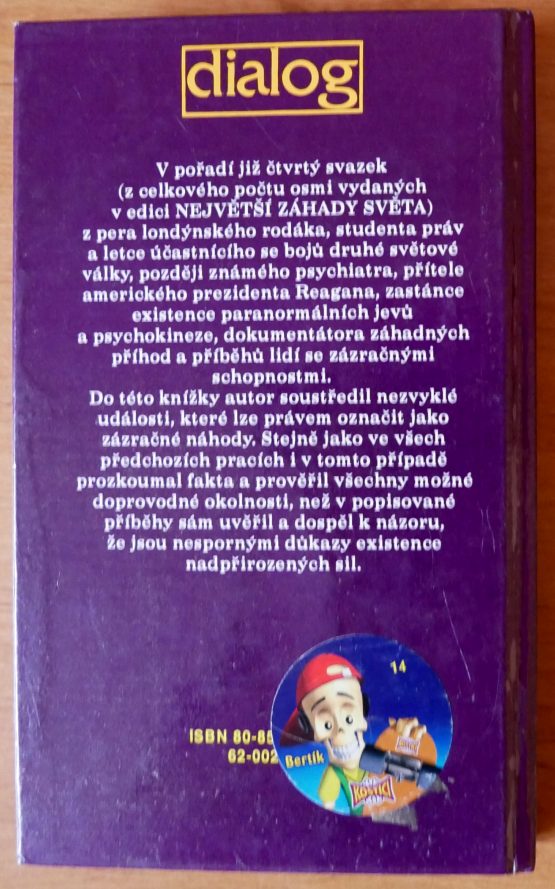 dialog
V pořadí již čtvrtý svazek
(z celkového počtu osmi vydaných
v edici NEJVĚTŠÍ ZÁHADY SVĚTA)
z pera londýnského rodáka, studenta práv
a letce účastnícího se bojů druhé světové
války, později známého psychiatra, přítele
amerického prezidenta Reagana, zastánce
existence paranormálních jevů
a psychokineze, dokumentátora záhadných
příhod a příběhů lidí se zázračnými
schopnostmi.
Do této knížky autor soustředil nezvyklé
události, které lze právem označit jako
zázračné náhody. Stejně jako ve všech
předchozích pracích i v tomto případě
prozkoumal fakta a prověřil všechny možné
doprovodné okolnosti, než v popisované
příběhy sám uvěřil a dospěl k názoru,
že jsou nespornými důkazy existence
nadpřirozených sil.
14
ISBN 80-85
62-002
Bertík
KOSTÍCI